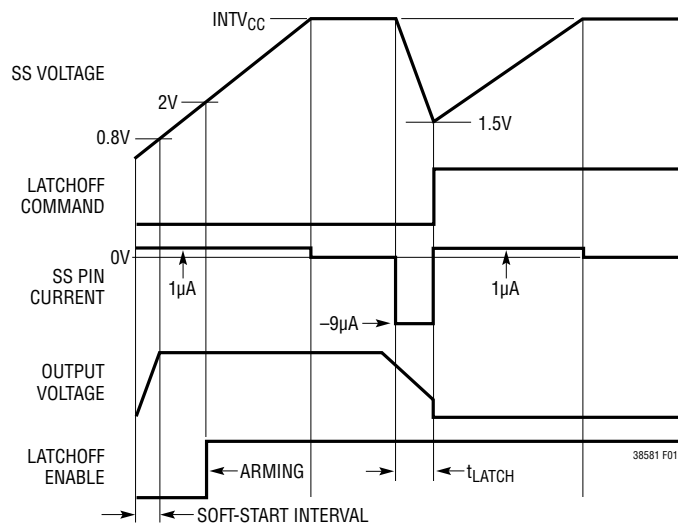 INTVCC
SS VOLTAGE
2V
0.8V
1.5V
LATCHOFF
COMMAND
0V
SS PIN
CURRENT
1µA
1µA
–9µA
OUTPUT
VOLTAGE
LATCHOFF
ENABLE
ARMING
tLATCH
38581 F01
SOFT-START INTERVAL